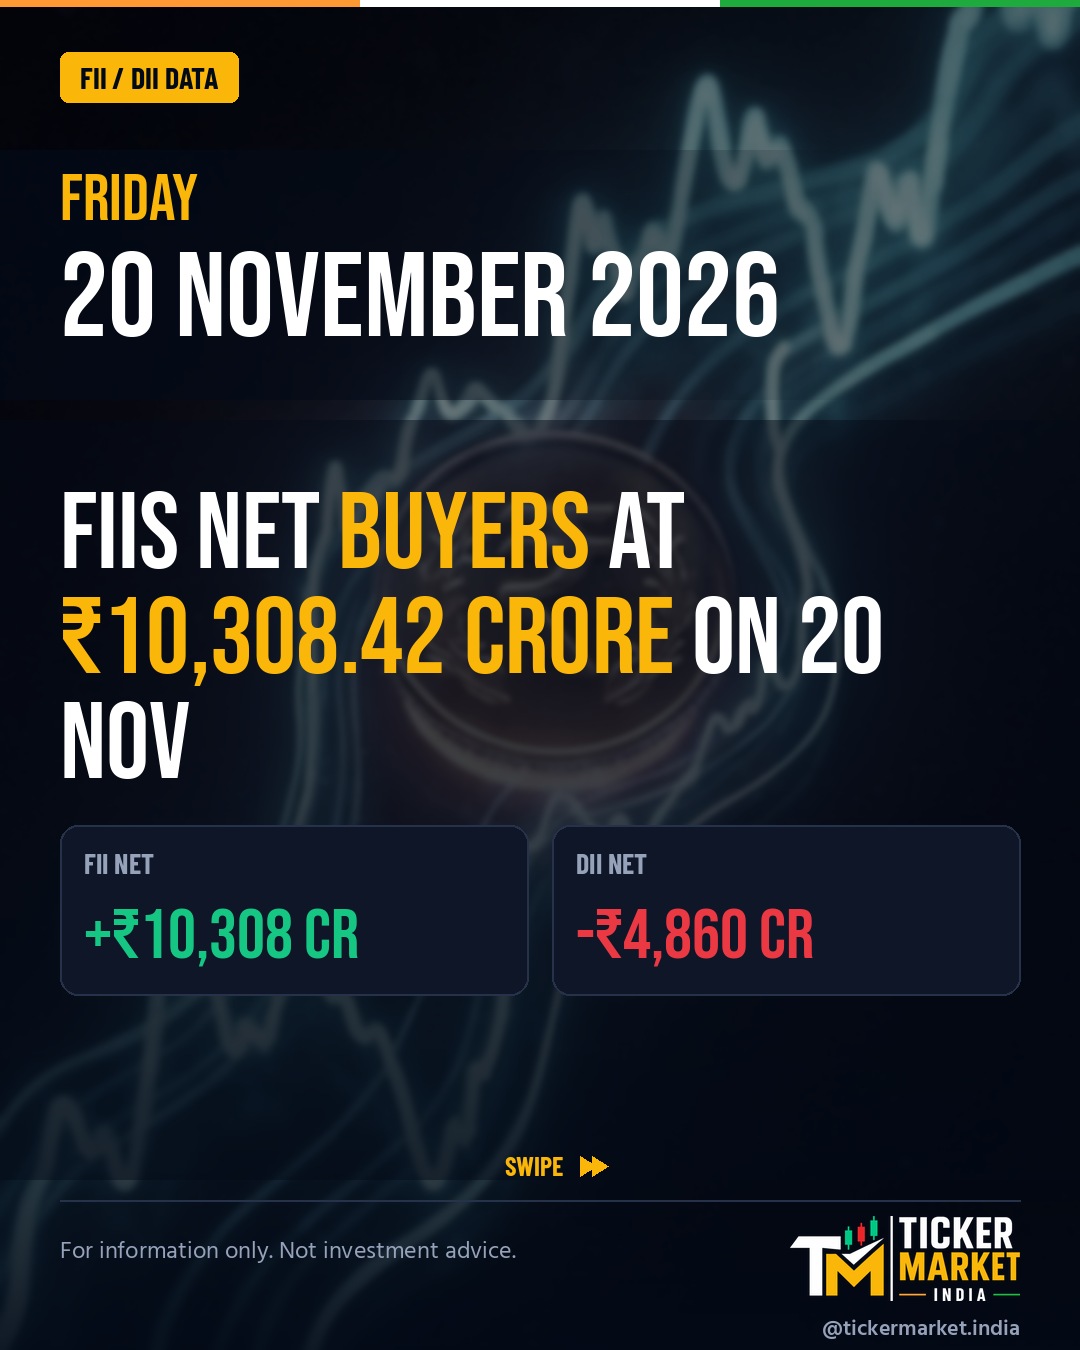 FII / DII DATA
FRIDAY
20 NOVEMBER 2026
FIIS NET BUYERS AT
₹10,308.42 CRORE ON 20
NOV
FII NET
+₹10,308 CR
DII NET
-₹4,860 CR
SWIPE
For information only. Not investment advice.
TM
TICKER
MARKET
INDIA
@tickermarket.india